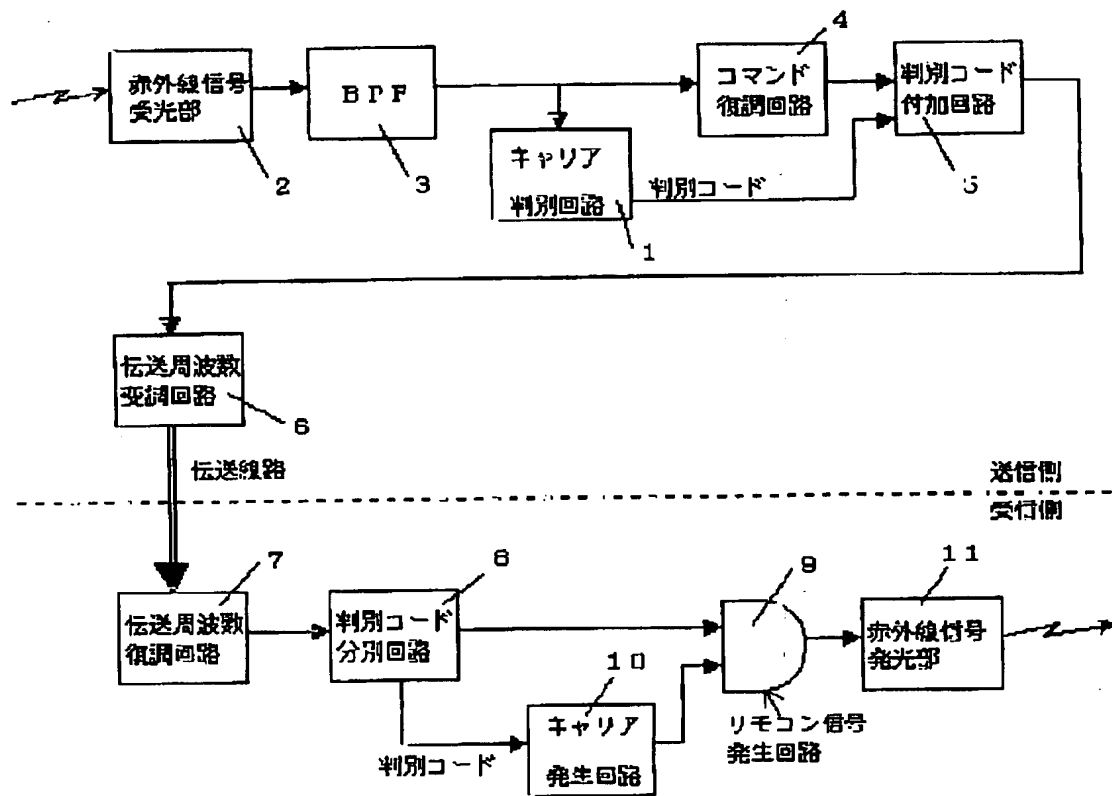 赤外線信号
受光部
2
BPF
3
キャリア
判別回路
1
判別コード
4
コマンド
復調回路
判別コード
付加回路
5
伝送周波数
変調回路
6
伝送線路
送信側
受信側
7
伝送周波数
復調回路
8
判別コード
分別回路
判別コード
10
キャリア
発生回路
9
リモコン信号
発生回路
11
赤外線信号
発光部